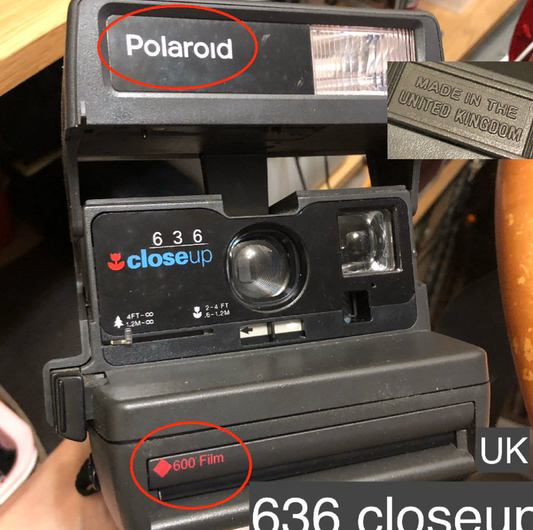 Polaroid
MADE IN THE
UNITED KINGDOM
6 3 6
closeup
4FT-∞
1.2M-∞
2-4 FT
.6-1.2M
600 Film
UK
636 closeup